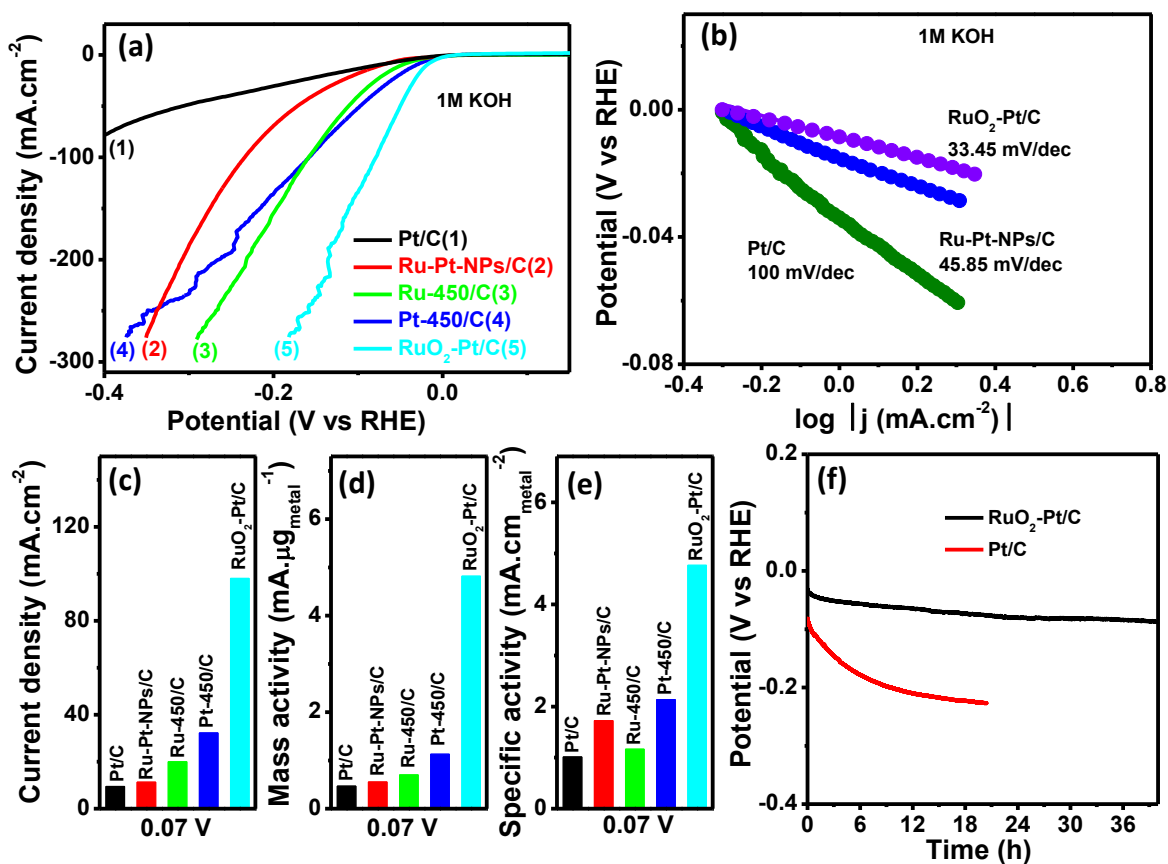 (a)
1M KOH
Current density (mA.cm⁻²)
0
-100
-200
-300
-0.4
-0.2
0.0
Potential (V vs RHE)
(1)
(2)
(3)
(4)
(5)
Pt/C(1)
Ru-Pt-NPs/C(2)
Ru-450/C(3)
Pt-450/C(4)
RuO₂-Pt/C(5)
(b)
1M KOH
Potential (V vs RHE)
0.00
-0.04
-0.08
-0.4
-0.2
0.0
0.2
0.4
0.6
0.8
log |j (mA.cm⁻²)|
RuO₂-Pt/C
33.45 mV/dec
Pt/C
100 mV/dec
Ru-Pt-NPs/C
45.85 mV/dec
(c)
Current density (mA.cm⁻²)
0
40
80
120
Pt/C
Ru-Pt-NPs/C
Ru-450/C
Pt-450/C
RuO₂-Pt/C
0.07 V
(d)
Mass activity (mA.μg_metal⁻¹)
0
2
4
6
Pt/C
Ru-Pt-NPs/C
Ru-450/C
Pt-450/C
RuO₂-Pt/C
0.07 V
(e)
Specific activity (mA.cm_metal⁻²)
0
2
4
6
Pt/C
Ru-Pt-NPs/C
Ru-450/C
Pt-450/C
RuO₂-Pt/C
0.07 V
(f)
Potential (V vs RHE)
0.2
0.0
-0.2
-0.4
0
6
12
18
24
30
36
Time (h)
RuO₂-Pt/C
Pt/C